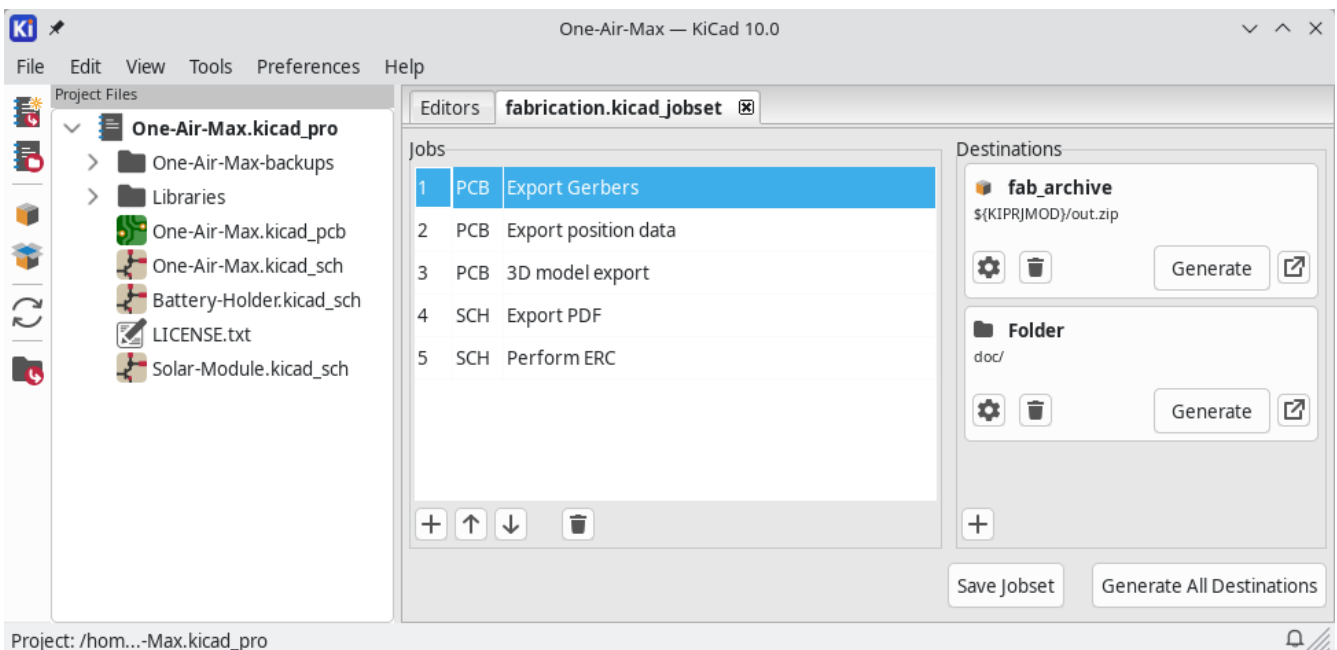 Ki
One-Air-Max — KiCad 10.0
File Edit View Tools Preferences Help
Project Files
One-Air-Max.kicad_pro
One-Air-Max-backups
Libraries
One-Air-Max.kicad_pcb
One-Air-Max.kicad_sch
Battery-Holder.kicad_sch
LICENSE.txt
Solar-Module.kicad_sch
Editors fabrication.kicad_jobset
Jobs
1 PCB Export Gerbers
2 PCB Export position data
3 PCB 3D model export
4 SCH Export PDF
5 SCH Perform ERC
Destinations
fab_archive
${KIPRJMOD}/out.zip
Generate
Folder
doc/
Generate
Save Jobset Generate All Destinations
Project: /hom...-Max.kicad_pro